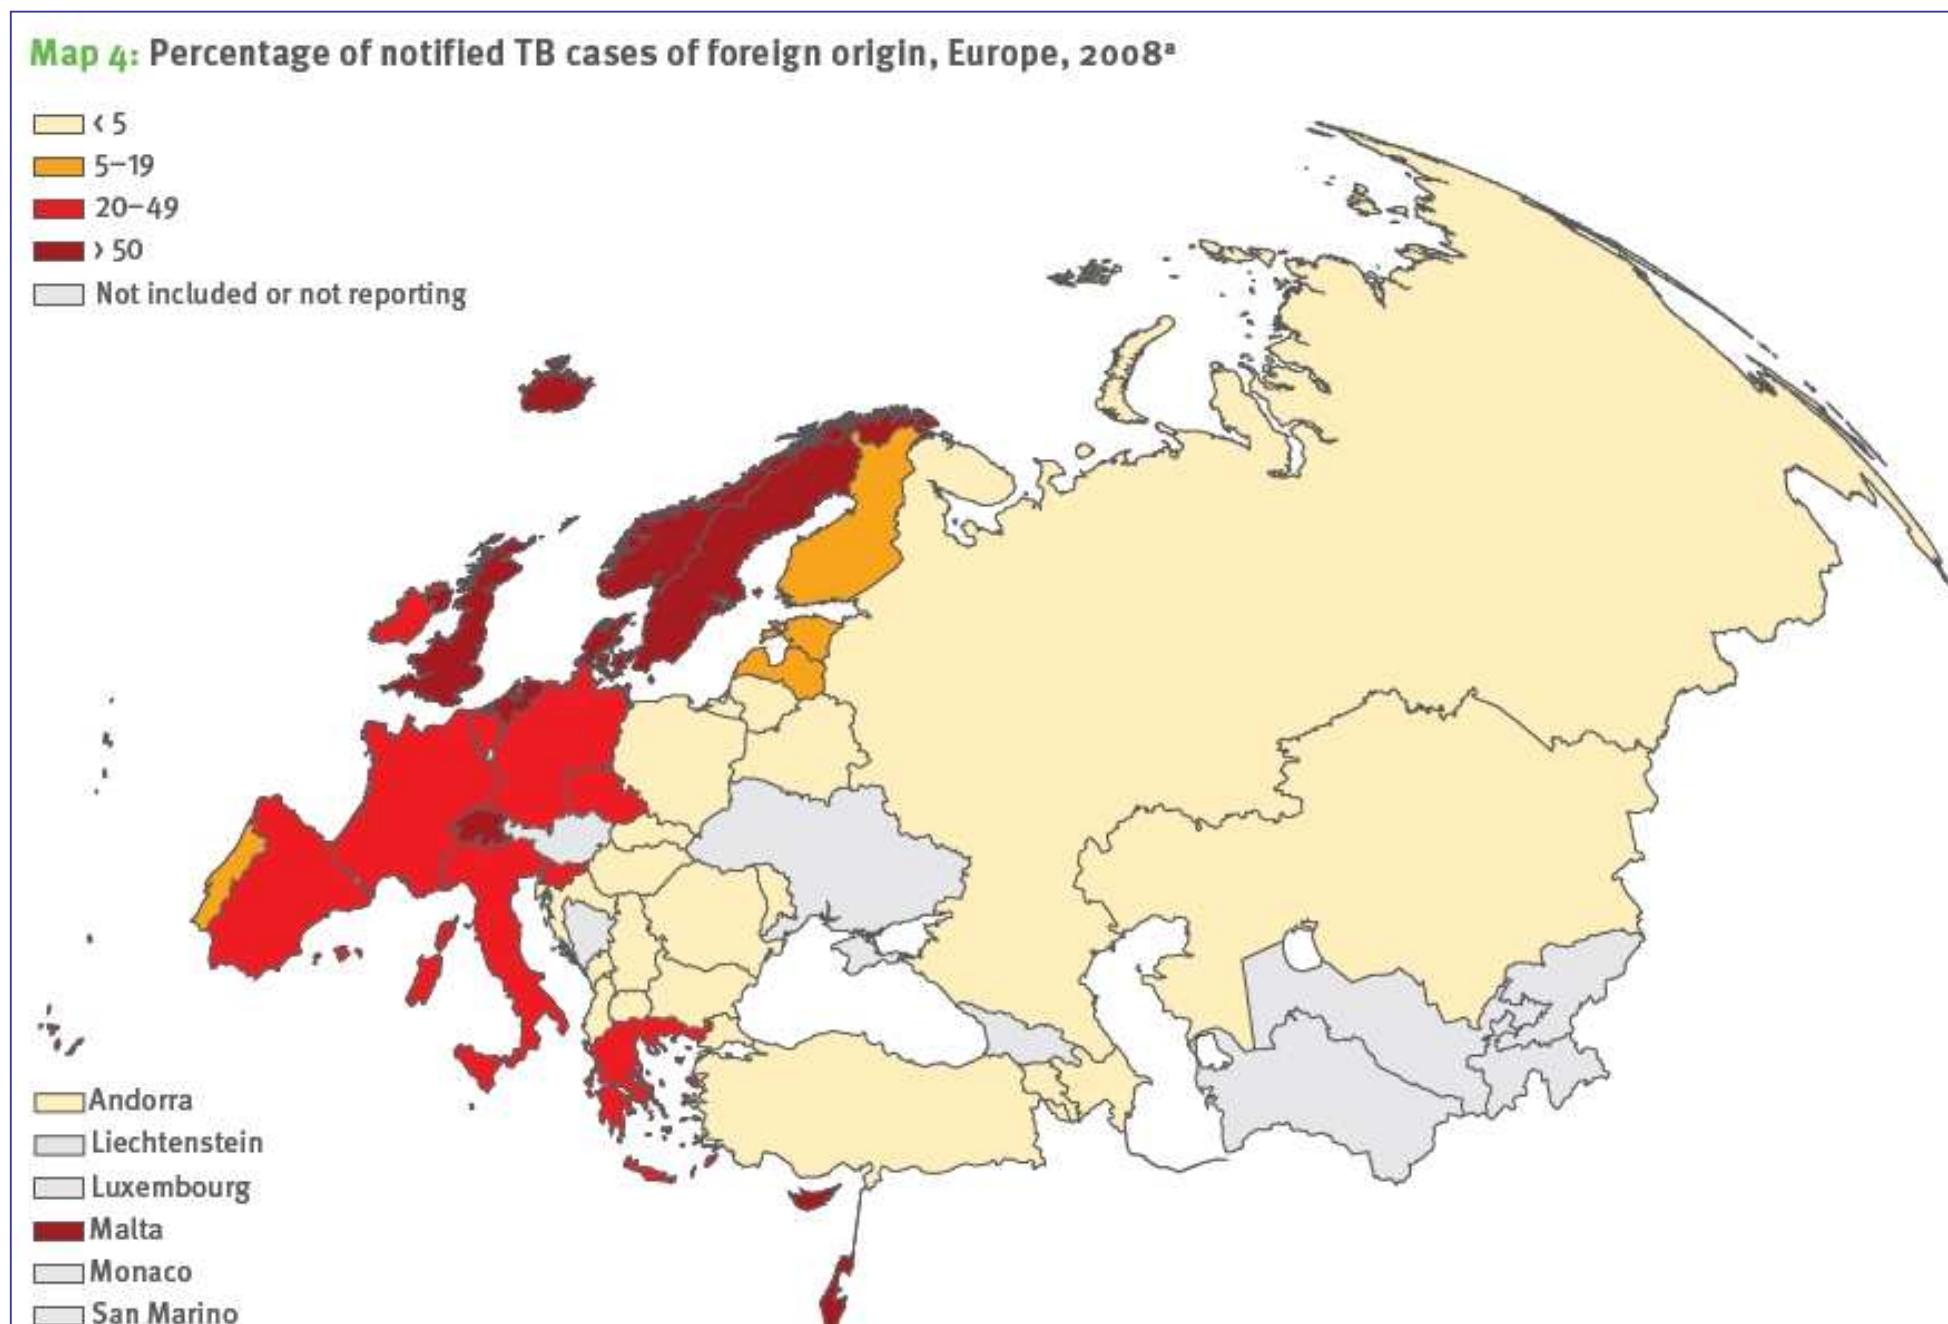 Map 4: Percentage of notified TB cases of foreign origin, Europe, 2008ª
< 5
5–19
20–49
> 50
Not included or not reporting
Andorra
Liechtenstein
Luxembourg
Malta
Monaco
San Marino